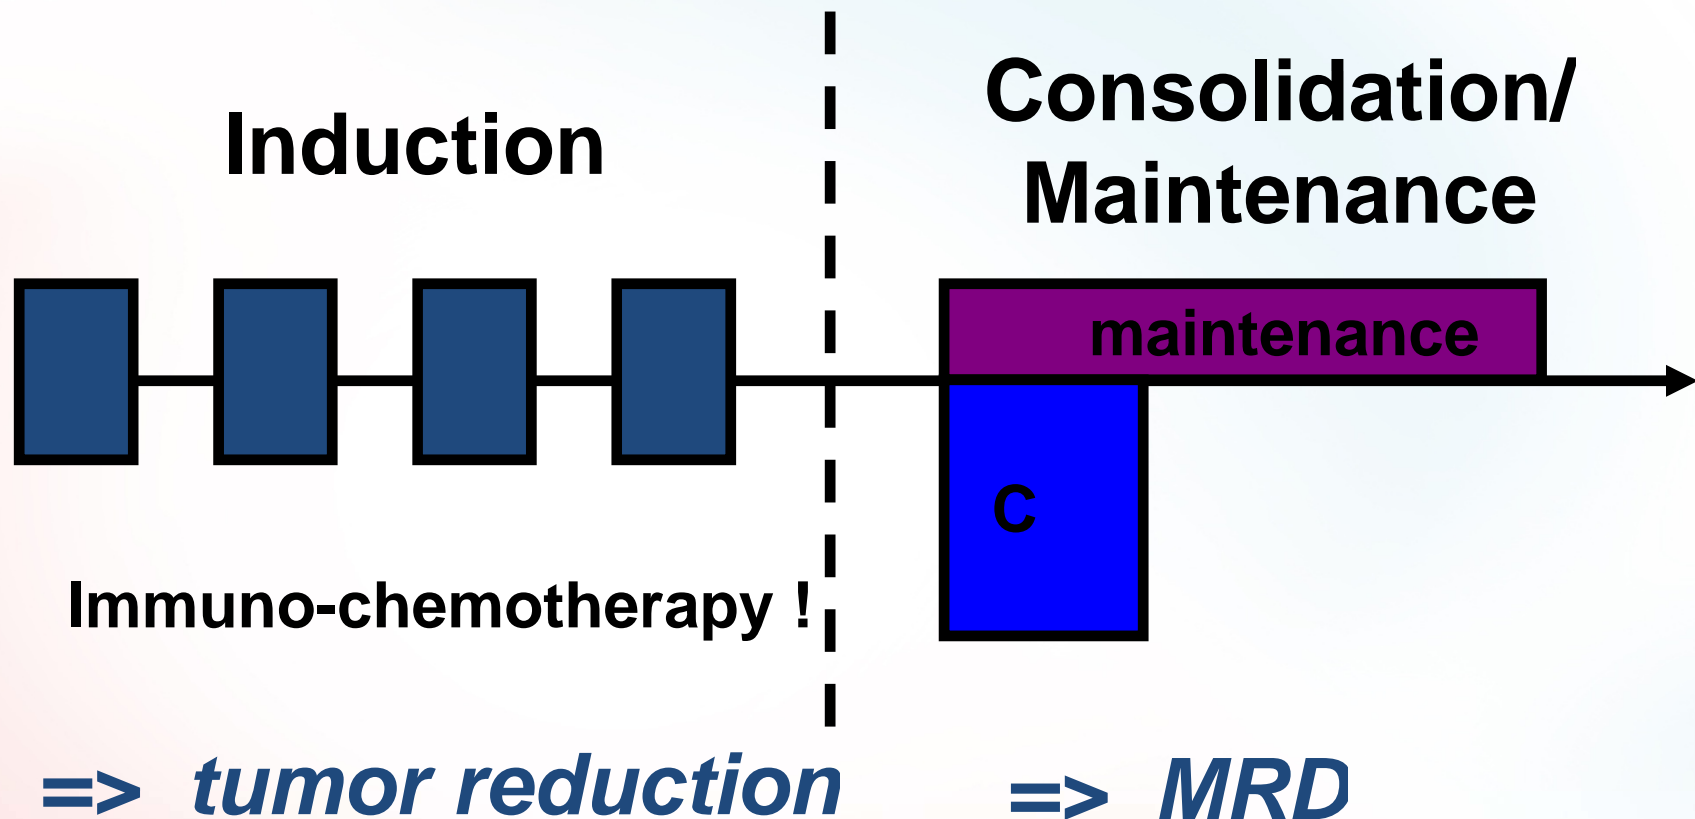 Induction
Consolidation/
Maintenance
maintenance
C
Immuno-chemotherapy !
=> tumor reduction
=> MRD